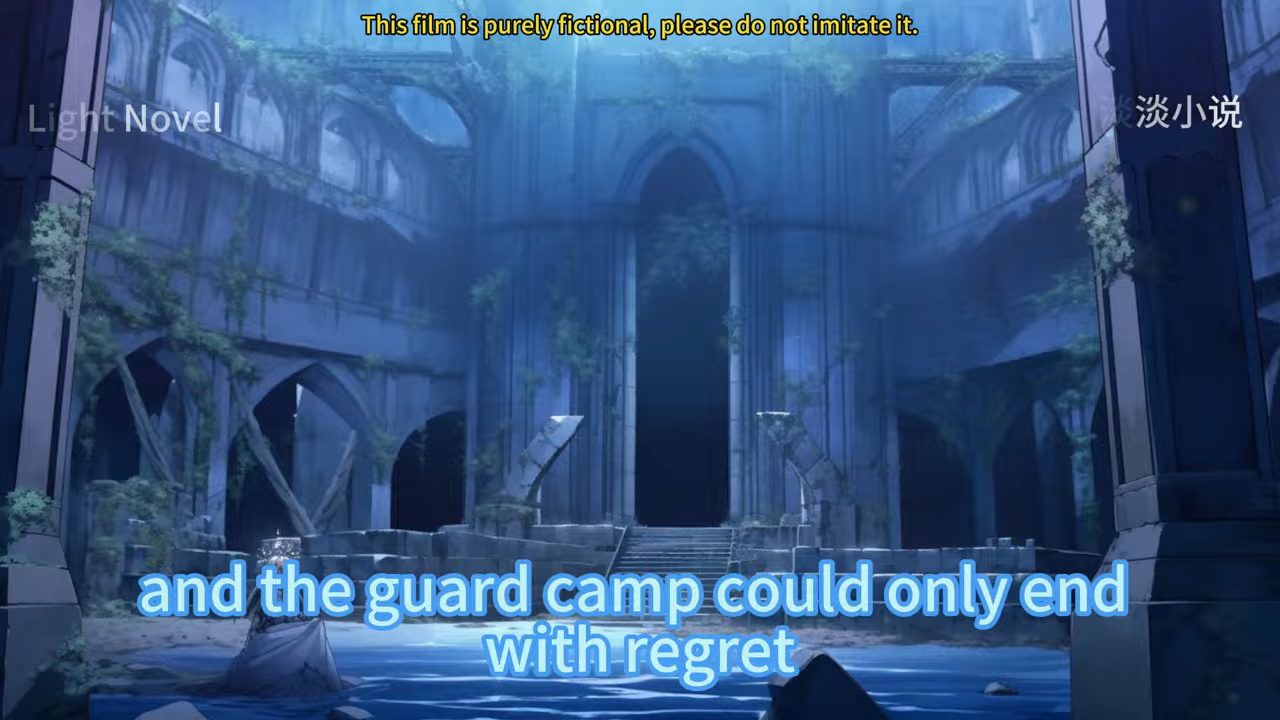 This film is purely fictional, please do not imitate it.
Light Novel
淡淡小说
and the guard camp could only end
with regret